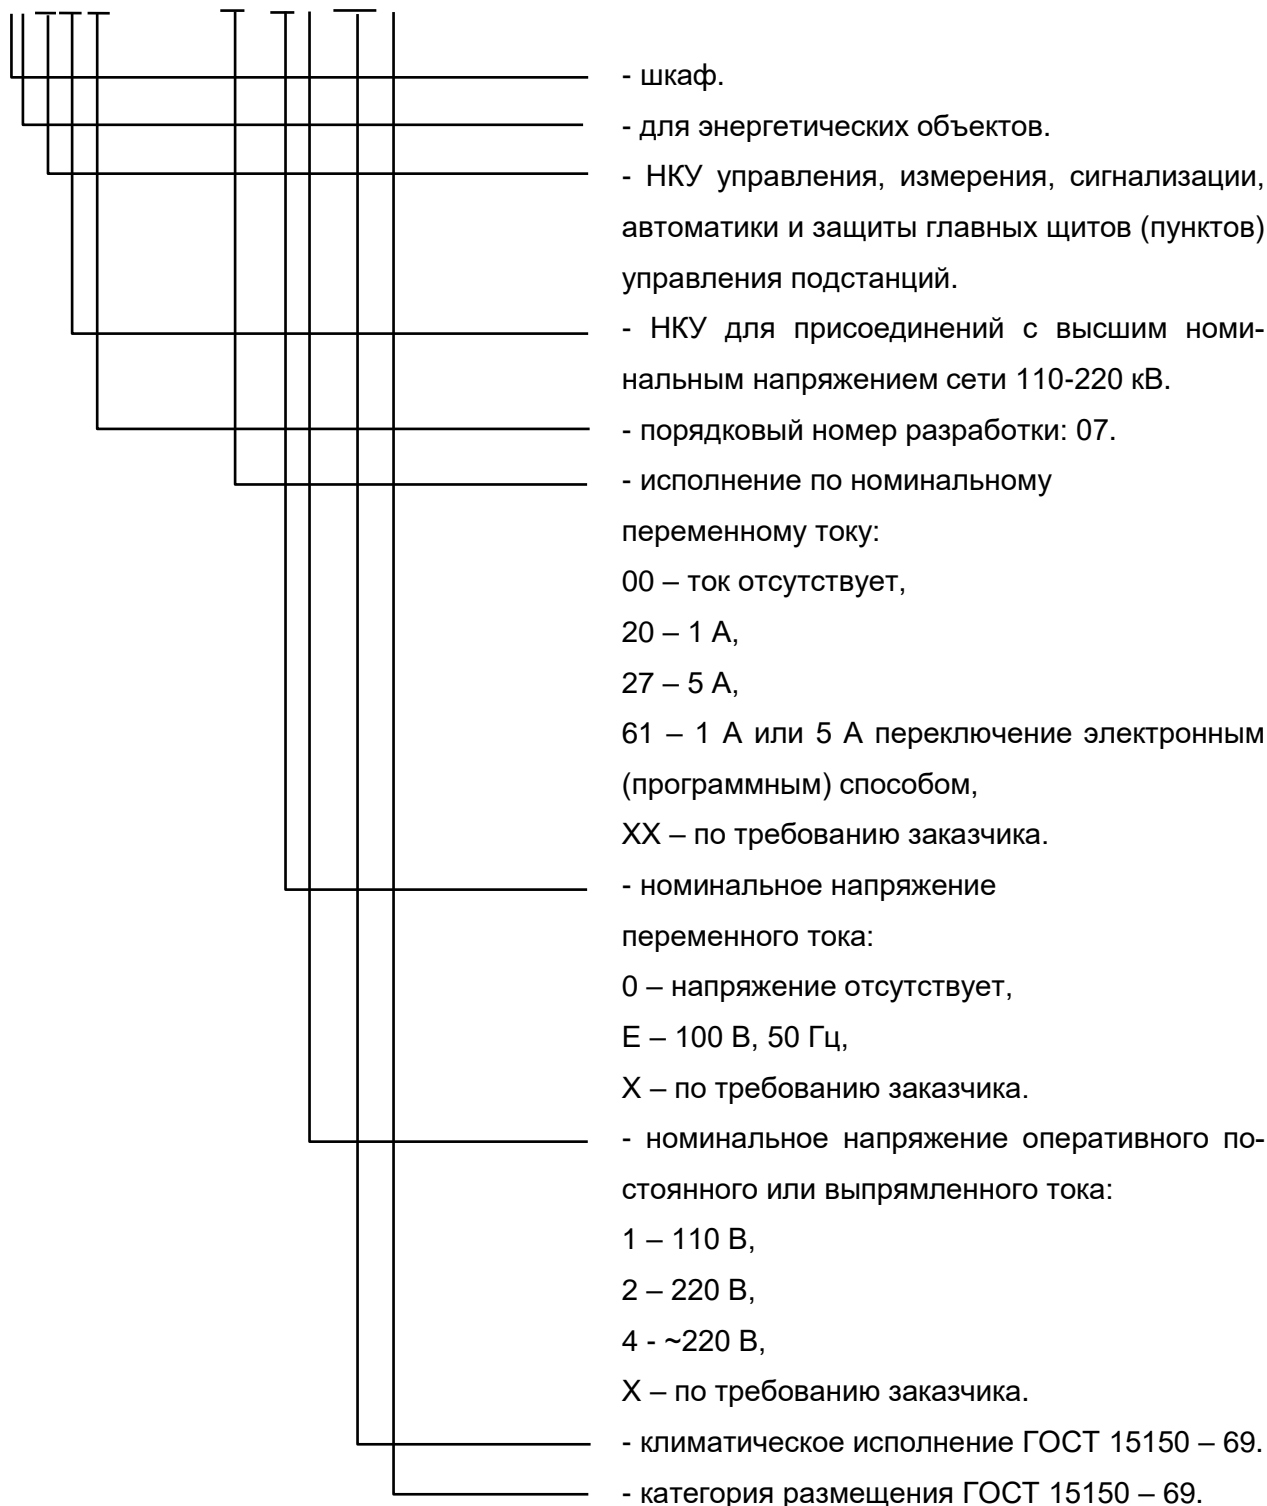 - шкаф.
- для энергетических объектов.
- НКУ управления, измерения, сигнализации,
автоматики и защиты главных щитов (пунктов)
управления подстанций.
- НКУ для присоединений с высшим номи-
нальным напряжением сети 110-220 кВ.
- порядковый номер разработки: 07.
- исполнение по номинальному
переменному току:
00 – ток отсутствует,
20 – 1 А,
27 – 5 А,
61 – 1 А или 5 А переключение электронным
(программным) способом,
ХХ – по требованию заказчика.
- номинальное напряжение
переменного тока:
0 – напряжение отсутствует,
Е – 100 В, 50 Гц,
Х – по требованию заказчика.
- номинальное напряжение оперативного по-
стоянного или выпрямленного тока:
1 – 110 В,
2 – 220 В,
4 - ~220 В,
Х – по требованию заказчика.
- климатическое исполнение ГОСТ 15150 – 69.
- категория размещения ГОСТ 15150 – 69.